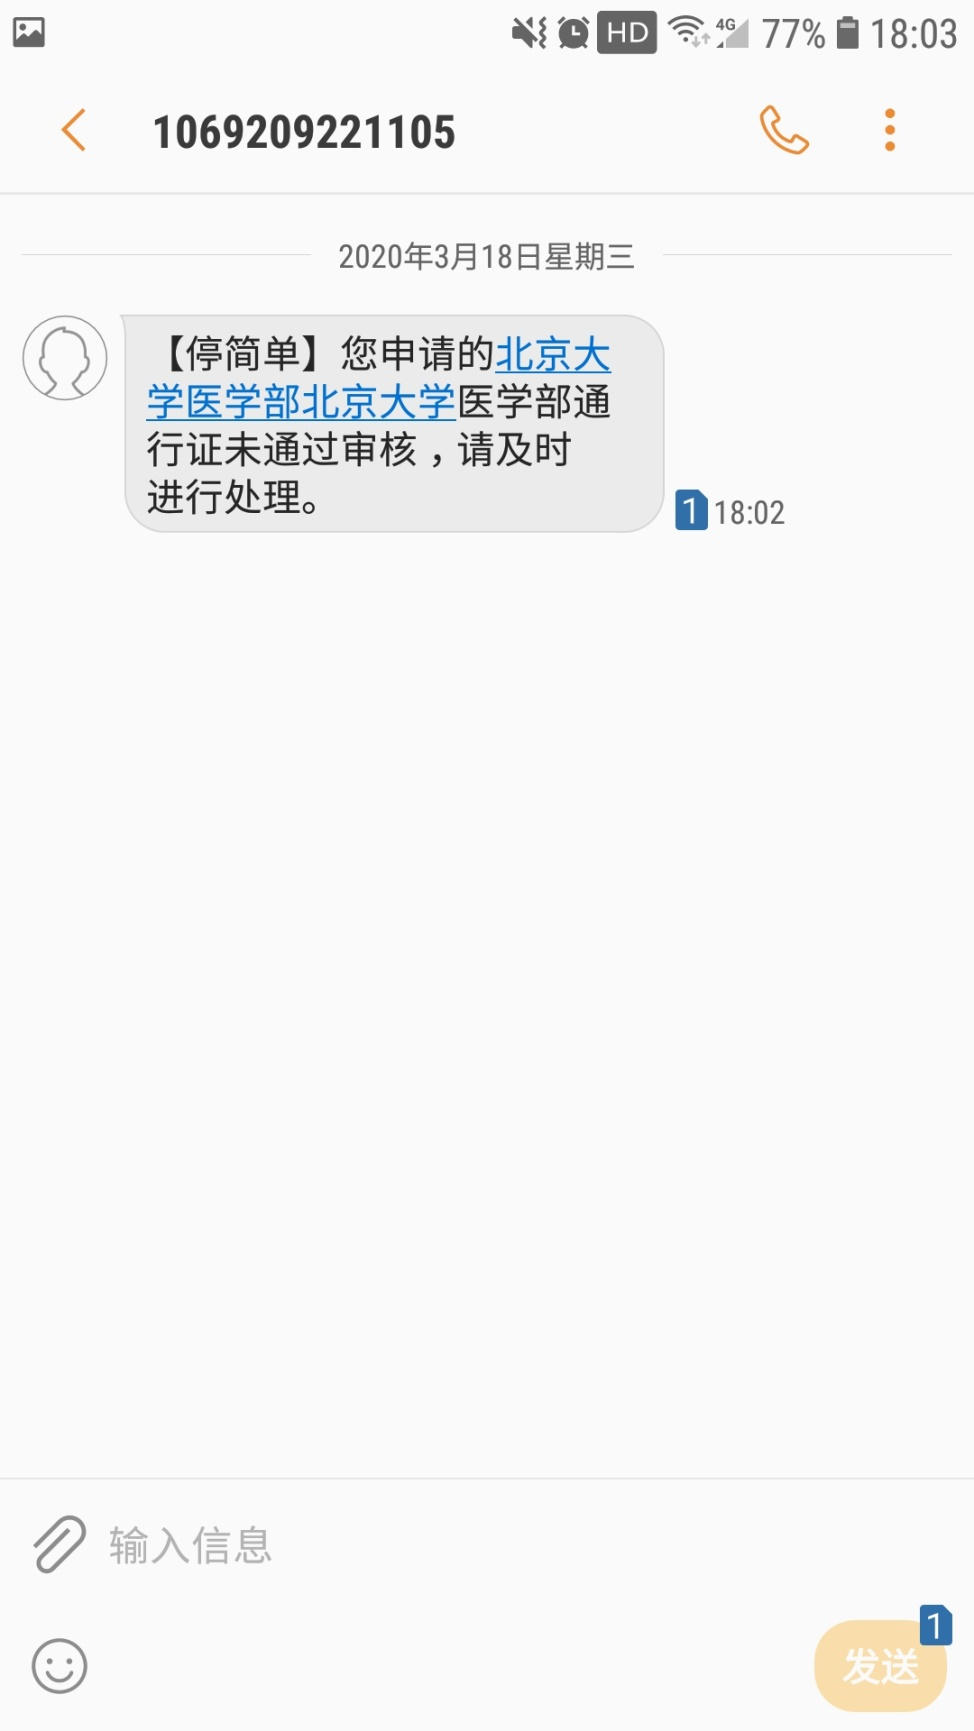 HD 4G 77% 18:03
1069209221105
2020年3月18日星期三
【停简单】您申请的北京大
学医学部北京大学医学部通
行证未通过审核，请及时
进行处理。
1 18:02
输入信息
1
发送